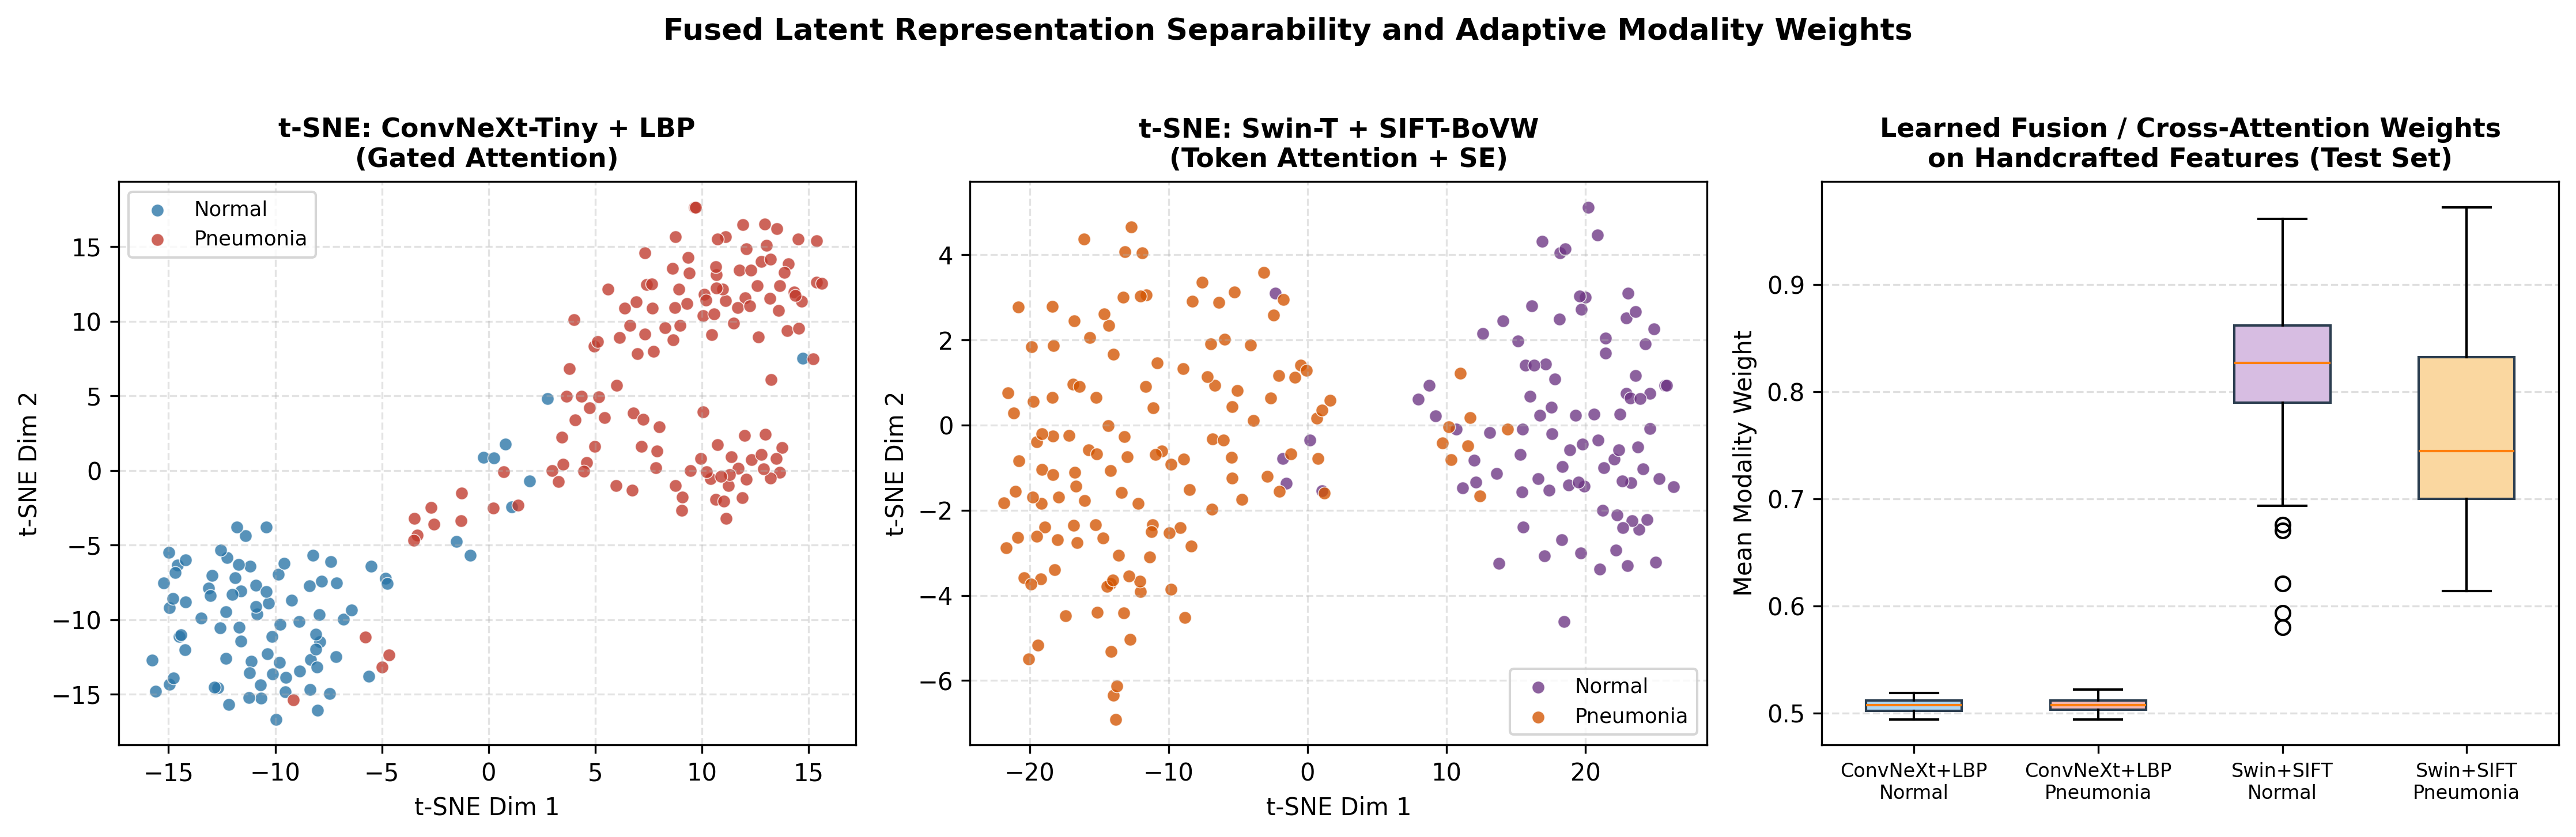 Fused Latent Representation Separability and Adaptive Modality Weights
t-SNE: ConvNeXt-Tiny + LBP
(Gated Attention)
Normal
Pneumonia
15
10
5
0
−5
−10
−15
t-SNE Dim 2
−15
−10
−5
0
5
10
15
t-SNE Dim 1
t-SNE: Swin-T + SIFT-BoVW
(Token Attention + SE)
4
2
0
−2
−4
−6
t-SNE Dim 2
Normal
Pneumonia
−20
−10
0
10
20
t-SNE Dim 1
Learned Fusion / Cross-Attention Weights
on Handcrafted Features (Test Set)
0.9
0.8
0.7
0.6
0.5
Mean Modality Weight
ConvNeXt+LBP
Normal
ConvNeXt+LBP
Pneumonia
Swin+SIFT
Normal
Swin+SIFT
Pneumonia